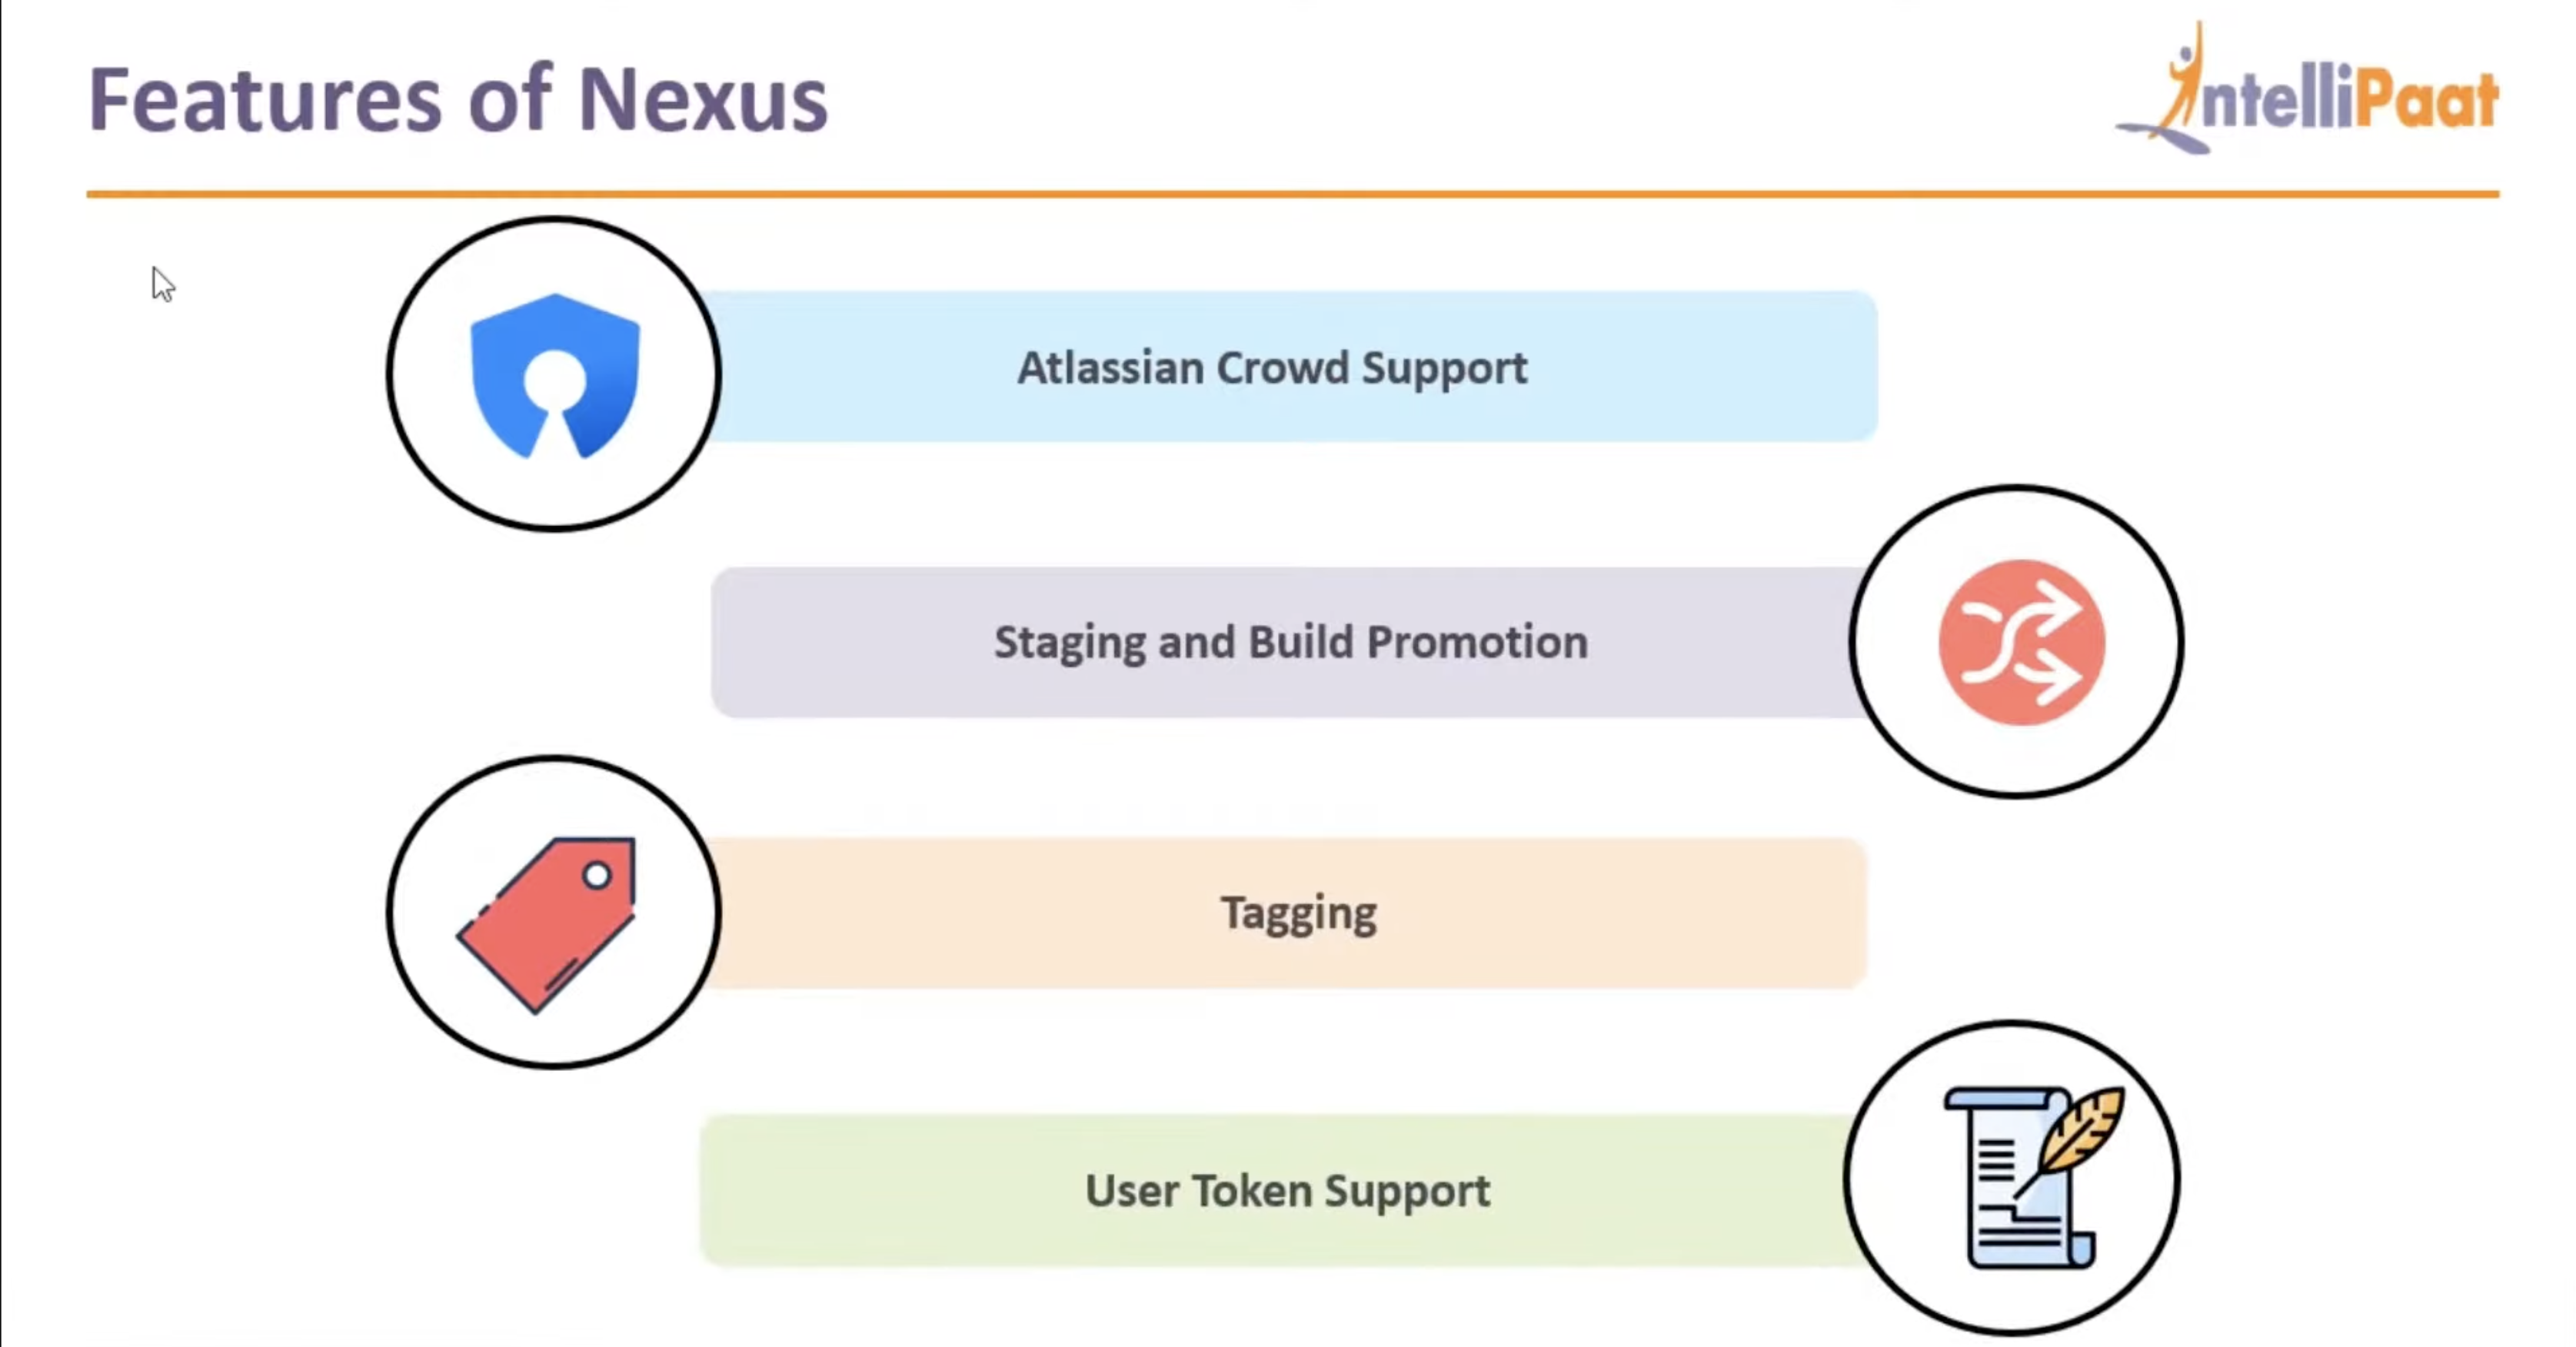 Features of Nexus
IntelliPaat
Atlassian Crowd Support
Staging and Build Promotion
Tagging
User Token Support